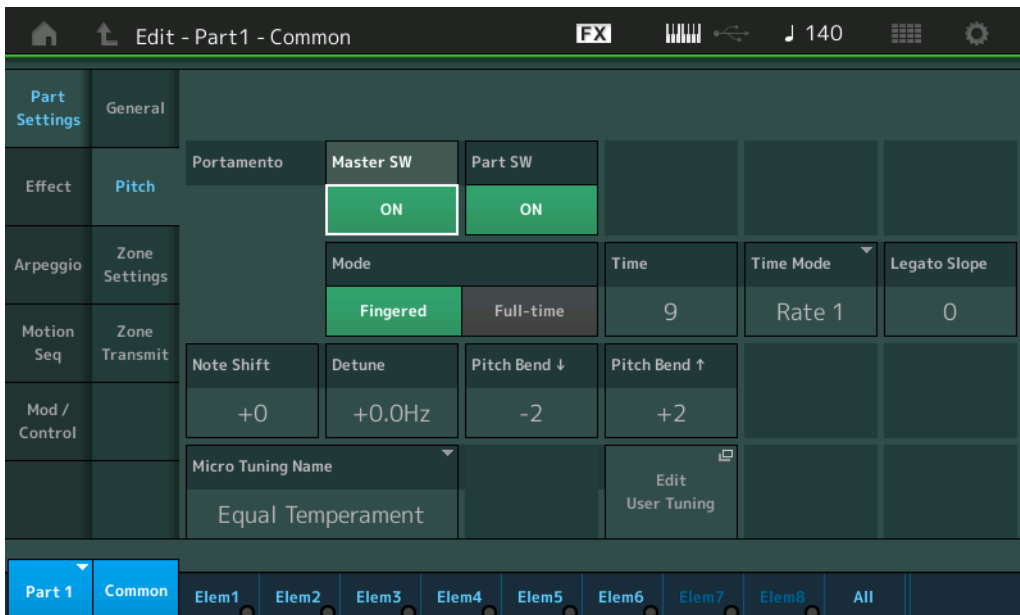 Edit - Part1 - Common FX ♩ 140
Part Settings
General
Effect
Pitch
Arpeggio
Zone Settings
Motion Seq
Zone Transmit
Mod / Control
Portamento
Master SW
ON
Part SW
ON
Mode
Fingered Full-time
Time
9
Time Mode
Rate 1
Legato Slope
0
Note Shift
+0
Detune
+0.0Hz
Pitch Bend ↓
-2
Pitch Bend ↑
+2
Micro Tuning Name
Equal Temperament
Edit
User Tuning
Part 1 Common Elem1 Elem2 Elem3 Elem4 Elem5 Elem6 Elem7 Elem8 All